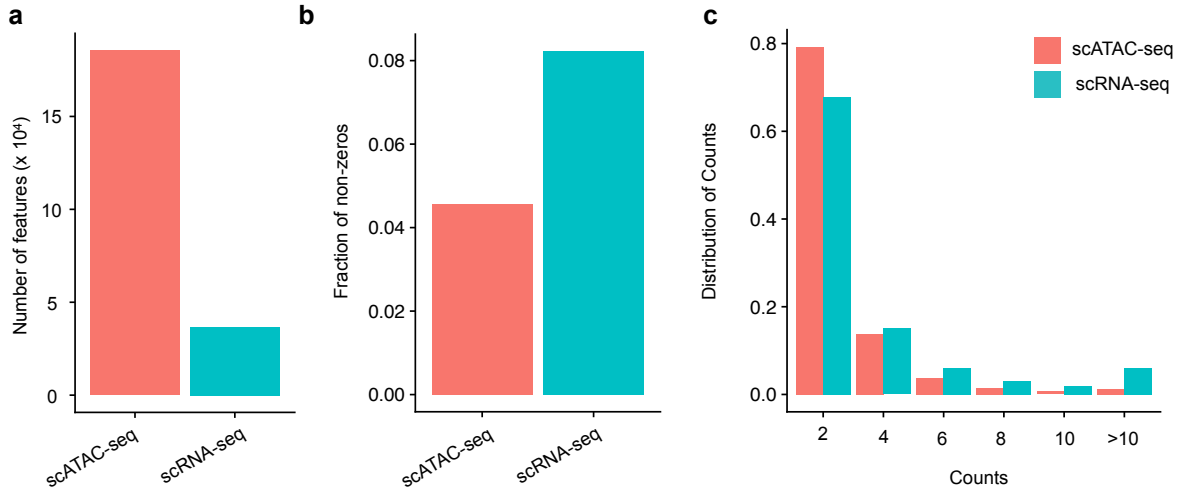 a
Number of features (x 10⁴)
15
10
5
0
scATAC-seq
scRNA-seq
b
Fraction of non-zeros
0.08
0.06
0.04
0.02
0.00
scATAC-seq
scRNA-seq
c
Distribution of Counts
0.8
0.6
0.4
0.2
0.0
2 4 6 8 10 >10
Counts
scATAC-seq
scRNA-seq